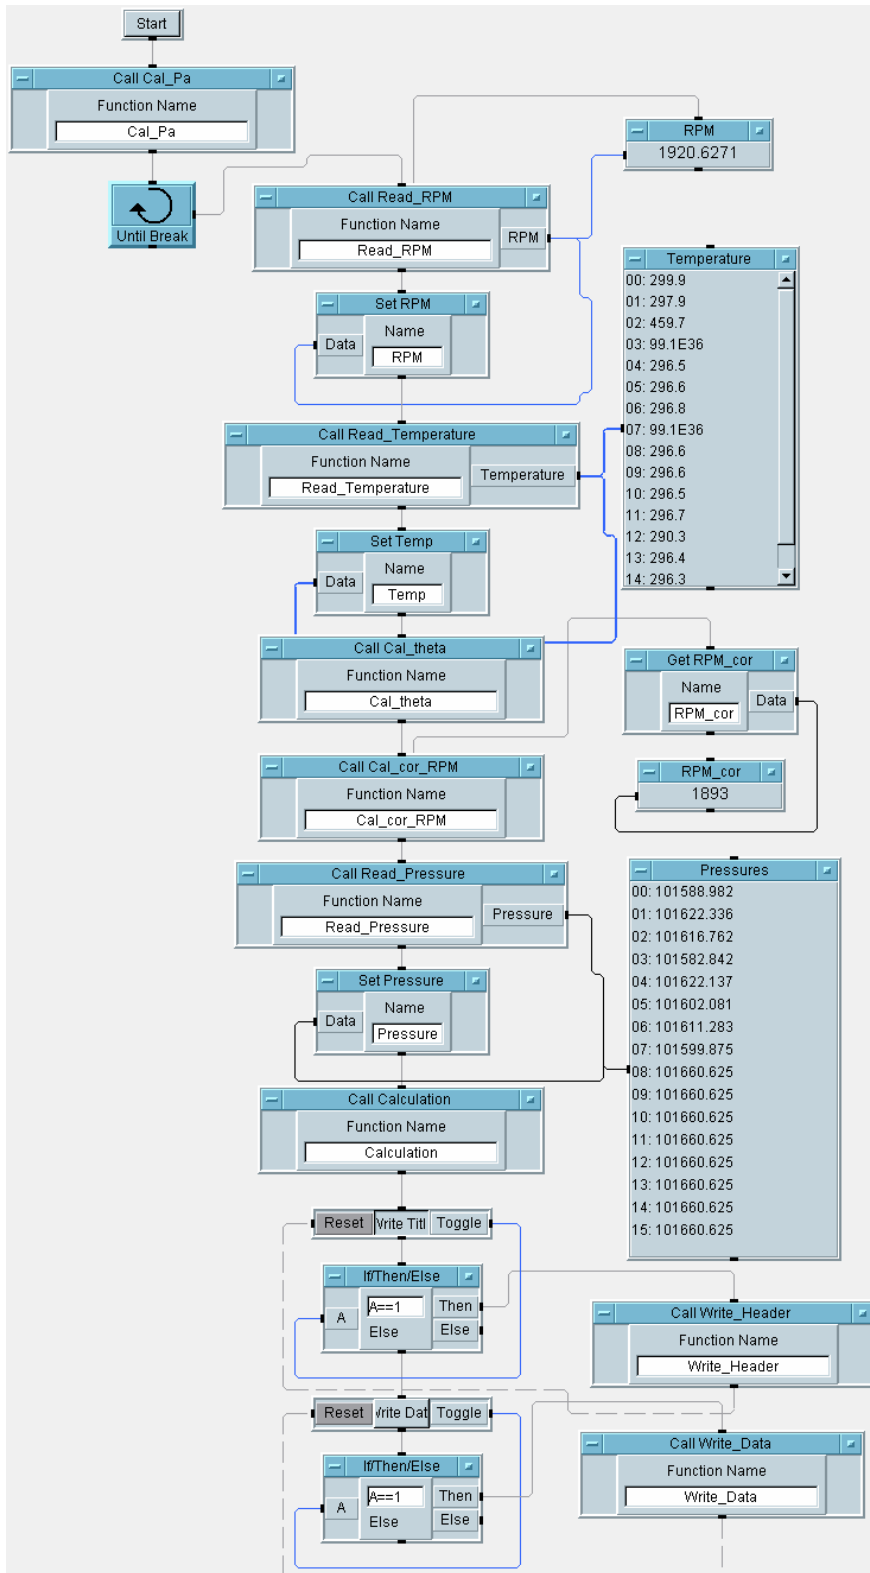 Start
Call Cal_Pa
Function Name
Cal_Pa
Until Break
Call Read_RPM
Function Name
Read_RPM
RPM
RPM
1920.6271
Set RPM
Data
Name
RPM
Temperature
00: 299.9
01: 297.9
02: 459.7
03: 99.1E36
04: 296.5
05: 296.6
06: 296.8
07: 99.1E36
08: 296.6
09: 296.6
10: 296.5
11: 296.7
12: 290.3
13: 296.4
14: 296.3
Call Read_Temperature
Function Name
Read_Temperature
Temperature
Set Temp
Data
Name
Temp
Call Cal_theta
Function Name
Cal_theta
Get RPM_cor
Name
RPM_cor
Data
RPM_cor
1893
Call Cal_cor_RPM
Function Name
Cal_cor_RPM
Call Read_Pressure
Function Name
Read_Pressure
Pressure
Pressures
00: 101588.982
01: 101622.336
02: 101616.762
03: 101582.842
04: 101622.137
05: 101602.081
06: 101611.283
07: 101599.875
08: 101660.625
09: 101660.625
10: 101660.625
11: 101660.625
12: 101660.625
13: 101660.625
14: 101660.625
15: 101660.625
Set Pressure
Data
Name
Pressure
Call Calculation
Function Name
Calculation
Reset Write Titl Toggle
If/Then/Else
A
A==1
Then
Else
Else
Call Write_Header
Function Name
Write_Header
Reset Write Dat Toggle
If/Then/Else
A
A==1
Then
Else
Else
Call Write_Data
Function Name
Write_Data